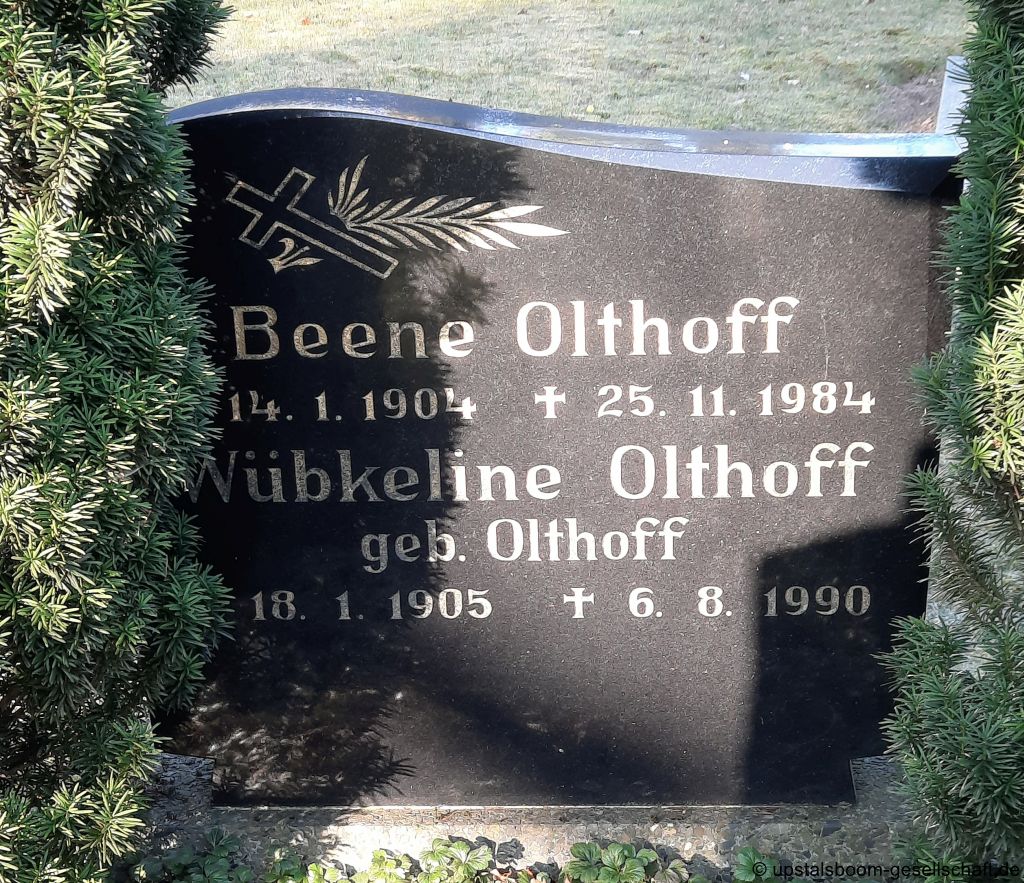 Beene Olthoff
14. 1. 1904 ✝ 25. 11. 1984
Wübkeline Olthoff
geb. Olthoff
18. 1. 1905 ✝ 6. 8. 1990
© upstalsboom-gesellschaft.de